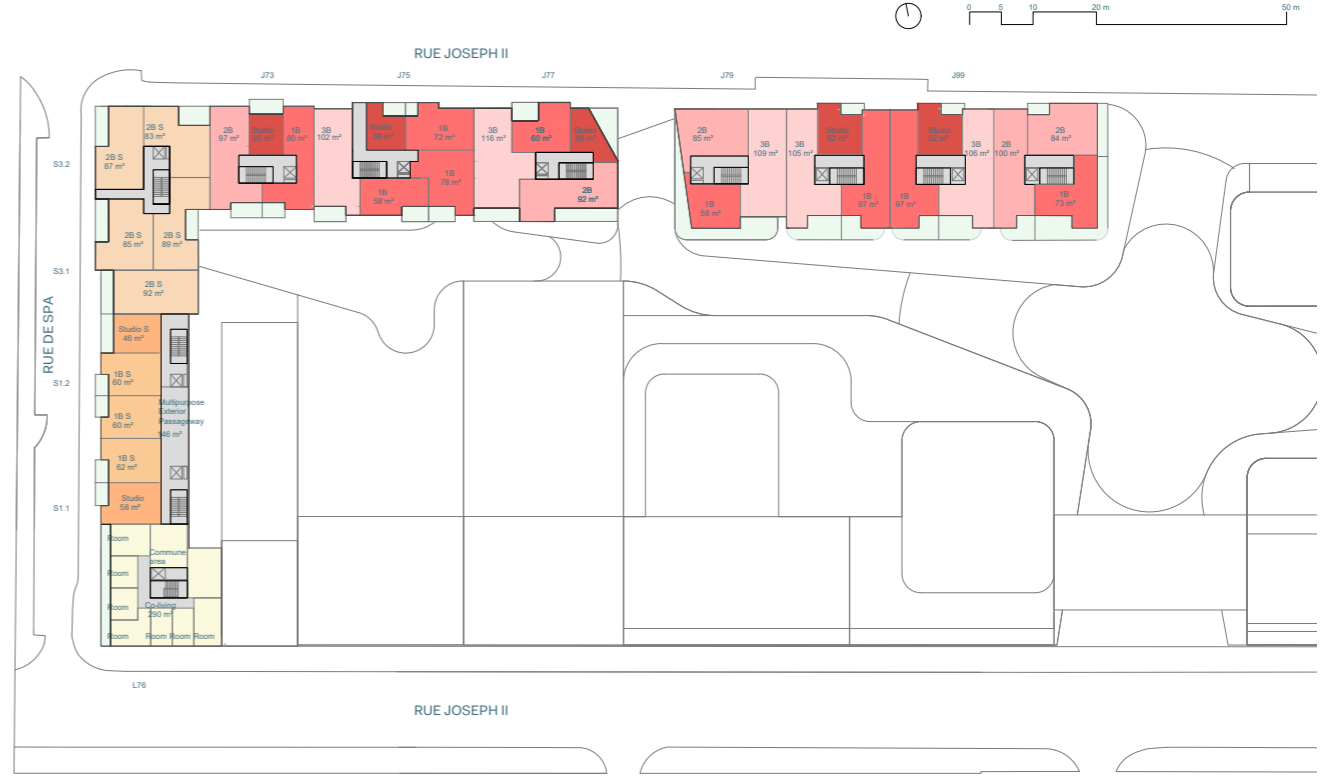 0
5
10
20 m
50 m
RUE JOSEPH II
J73
J75
J77
J79
J99
2B S
83 m²
2B
97 m²
Studio
1B
80 m²
3B
102 m²
Studio
1B
72 m²
3B
116 m²
1B
60 m²
Studio
2B
85 m²
3B
109 m²
3B
105 m²
Studio
Studio
3B
106 m²
2B
100 m²
2B
84 m²
S3.2
2B S
87 m²
1B
58 m²
1B
76 m²
2B
92 m²
1B
58 m²
1B
97 m²
1B
97 m²
1B
73 m²
2B S
85 m²
2B S
89 m²
S3.1
2B S
92 m²
RUE DE SPA
Studio S
46 m²
S1.2
1B S
60 m²
Multipurpose
Exterior
Passageway
146 m²
1B S
60 m²
1B S
62 m²
Studio
58 m²
S1.1
Room
Commune
area
Room
Room
Co-living
290 m²
Room
Room
Room
Room
L76
RUE JOSEPH II